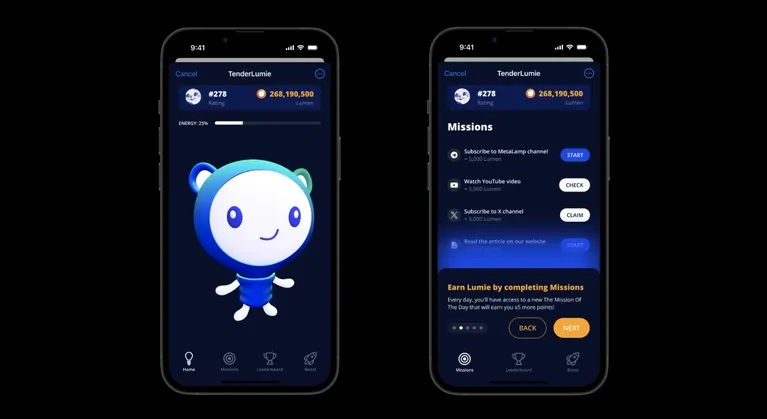 9:41
Cancel
TenderLumie
#278
268,190,500
Rating
Lumen
ENERGY: 25%
Home
Missions
Leaderboard
Boost
9:41
Cancel
TenderLumie
#278
268,190,500
Rating
Lumen
Missions
Subscribe to MetaLamp channel
+ 5,000 Lumen
START
Watch YouTube video
CHECK
Subscribe to X channel
+ 5,000 Lumen
CLAIM
Read the article on our website
START
Earn Lumie by completing Missions
Every day, you'll have access to a new The Mission Of
The Day that will earn you x5 more points!
BACK
NEXT
Missions
Leaderboard
Boost